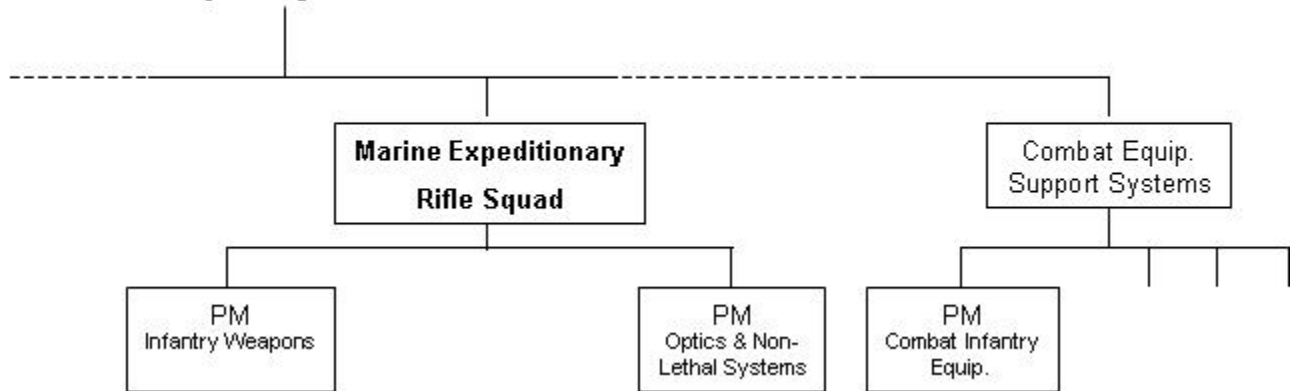 Marine Expeditionary
Rifle Squad
Combat Equip.
Support Systems
PM
Infantry Weapons
PM
Optics & Non-
Lethal Systems
PM
Combat Infantry
Equip.